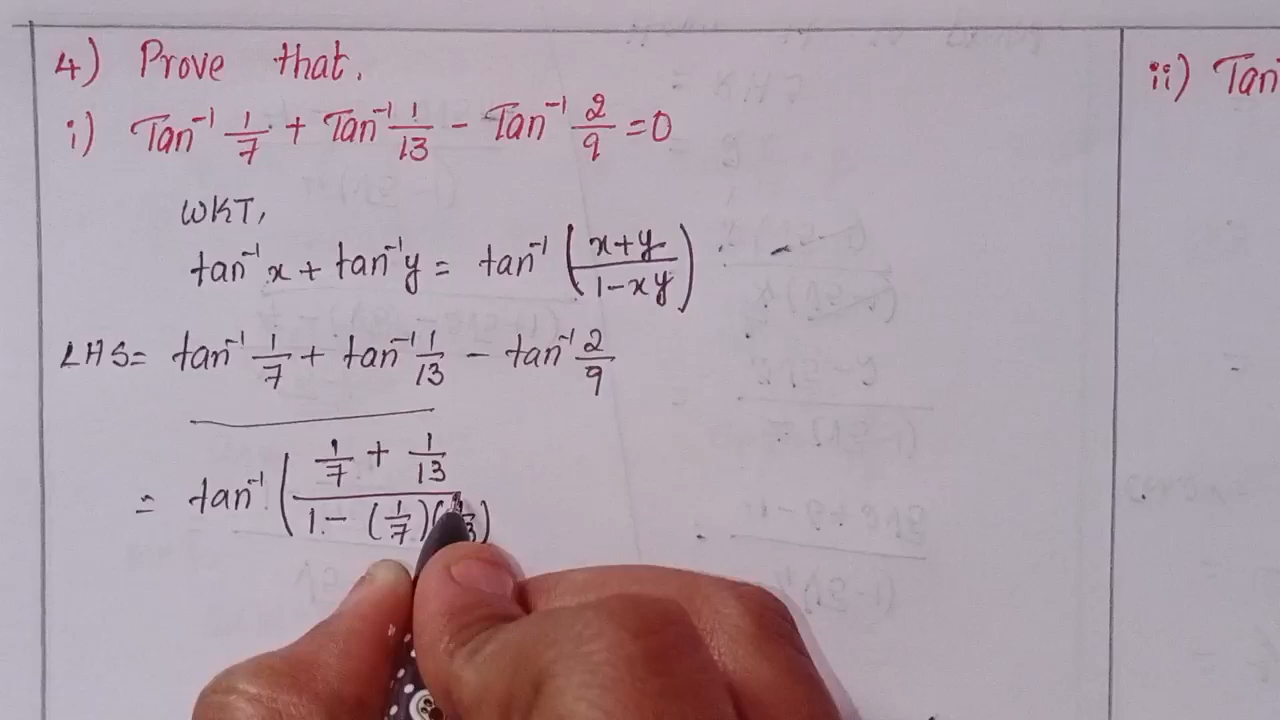 4) Prove that.
i) Tan⁻¹ 1/7 + Tan⁻¹ 1/13 - Tan⁻¹ 2/9 = 0
WKT,
tan⁻¹x + tan⁻¹y = tan⁻¹ (x+y / 1-xy)
LHS = tan⁻¹ 1/7 + tan⁻¹ 1/13 - tan⁻¹ 2/9
= tan⁻¹ (1/7 + 1/13 / 1 - (1/7)(
ii) Tan